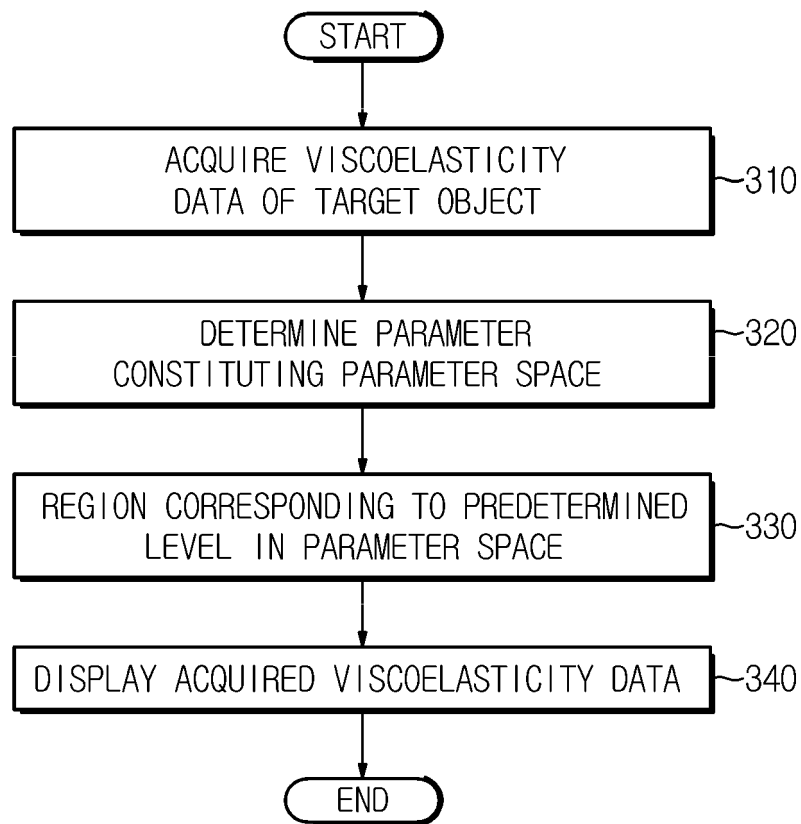 START
ACQUIRE VISCOELASTICITY
DATA OF TARGET OBJECT
310
DETERMINE PARAMETER
CONSTITUTING PARAMETER SPACE
320
REGION CORRESPONDING TO PREDETERMINED
LEVEL IN PARAMETER SPACE
330
DISPLAY ACQUIRED VISCOELASTICITY DATA
340
END